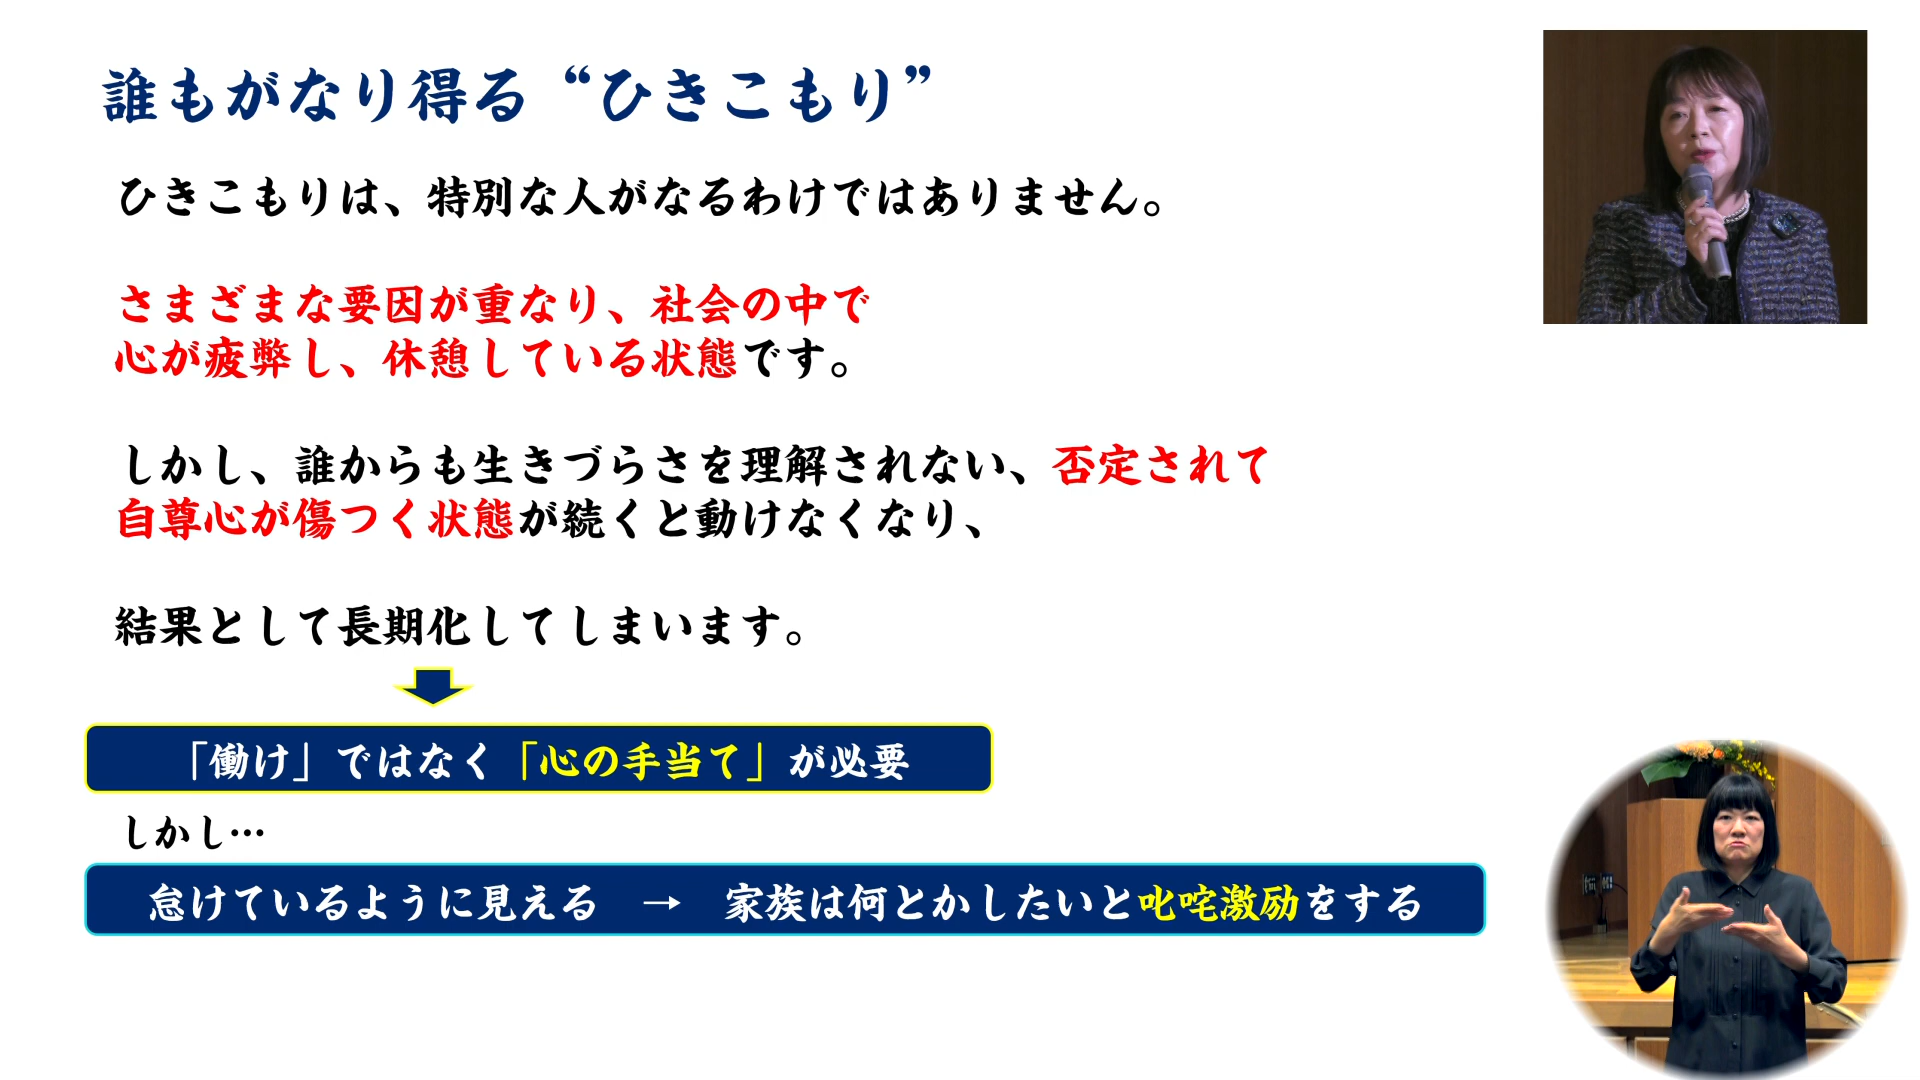 誰もがなり得る“ひきこもり”
ひきこもりは、特別な人がなるわけではありません。
さまざまな要因が重なり、社会の中で
心が疲弊し、休憩している状態です。
しかし、誰からも生きづらさを理解されない、否定されて
自尊心が傷つく状態が続くと動けなくなり、
結果として長期化してしまいます。
「働け」ではなく「心の手当て」が必要
しかし…
怠けているように見える　→　家族は何とかしたいと叱咤激励をする